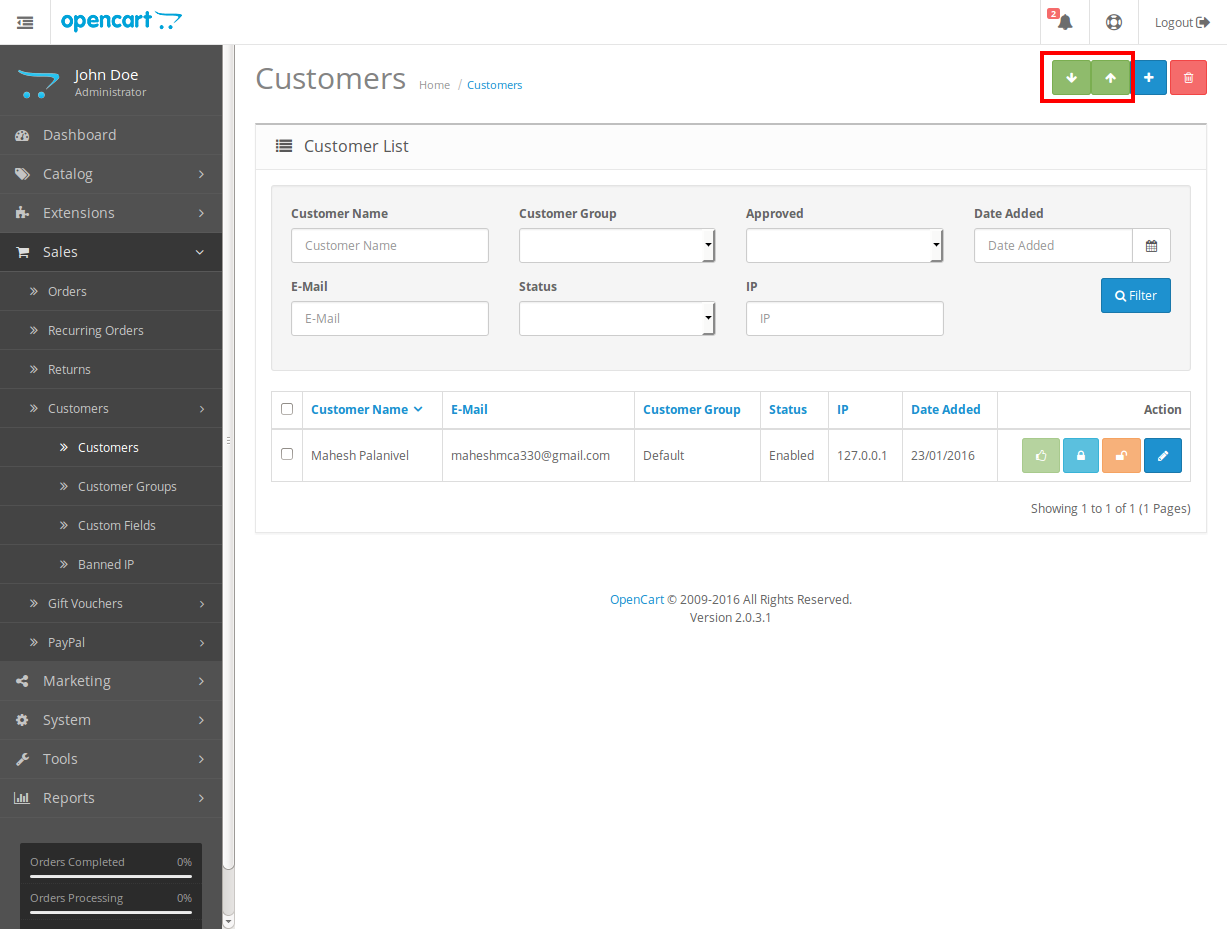 opencart
2
Logout
John Doe
Administrator
Dashboard
Catalog
Extensions
Sales
Orders
Recurring Orders
Returns
Customers
Customers
Customer Groups
Custom Fields
Banned IP
Gift Vouchers
PayPal
Marketing
System
Tools
Reports
Orders Completed 0%
Orders Processing 0%
Customers Home / Customers
Customer List
Customer Name Customer Group Approved Date Added
Customer Name Date Added
E-Mail Status IP
E-Mail IP Filter
Customer Name E-Mail Customer Group Status IP Date Added Action
Mahesh Palanivel maheshmca330@gmail.com Default Enabled 127.0.0.1 23/01/2016
Showing 1 to 1 of 1 (1 Pages)
OpenCart © 2009-2016 All Rights Reserved.
Version 2.0.3.1